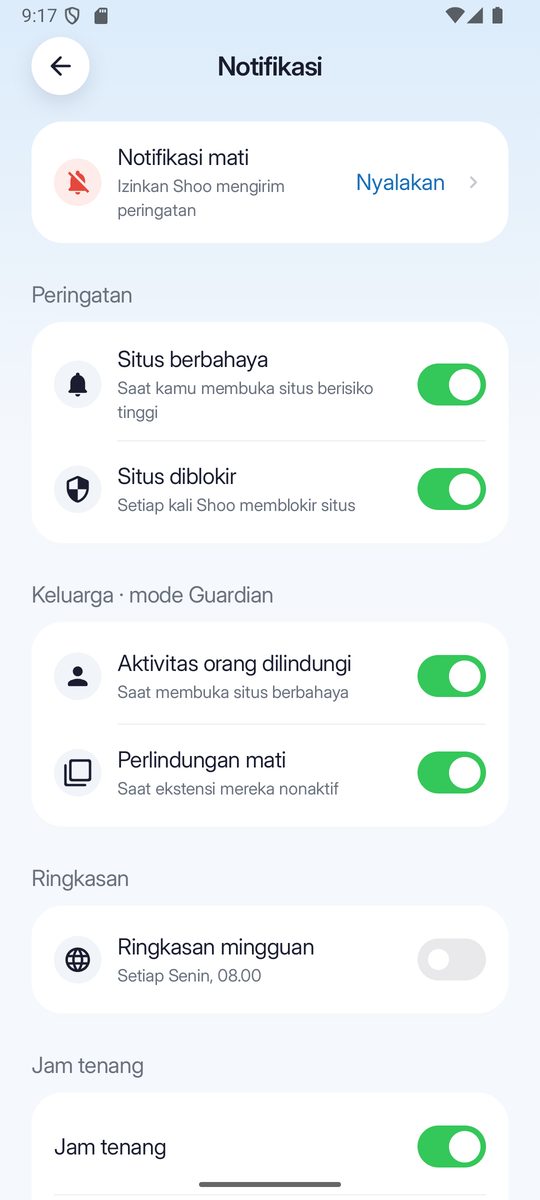 9:17
Notifikasi
Notifikasi mati
Izinkan Shoo mengirim
peringatan
Nyalakan
Peringatan
Situs berbahaya
Saat kamu membuka situs berisiko
tinggi
Situs diblokir
Setiap kali Shoo memblokir situs
Keluarga · mode Guardian
Aktivitas orang dilindungi
Saat membuka situs berbahaya
Perlindungan mati
Saat ekstensi mereka nonaktif
Ringkasan
Ringkasan mingguan
Setiap Senin, 08.00
Jam tenang
Jam tenang